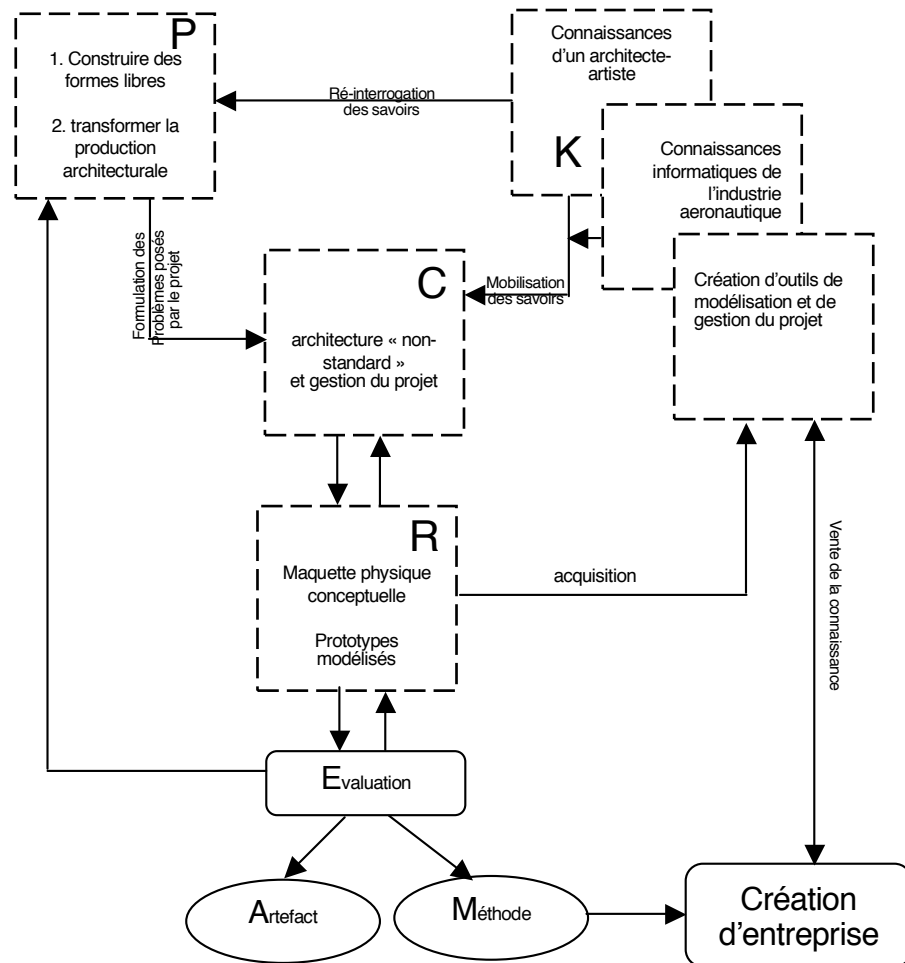 P
1. Construire des
formes libres
2. transformer la
production
architecturale
Connaissances
d'un architecte-
artiste
Ré-interrogation
des savoirs
K
Connaissances
informatiques de
l'industrie
aeronautique
Création d'outils de
modélisation et de
gestion du projet
Formulation des
Problèmes posés
par le projet
C
architecture « non-
standard »
et gestion du projet
Mobilisation
des savoirs
R
Maquette physique
conceptuelle
Prototypes
modélisés
acquisition
Vente de la connaissance
Evaluation
Artefact
Méthode
Création
d'entreprise